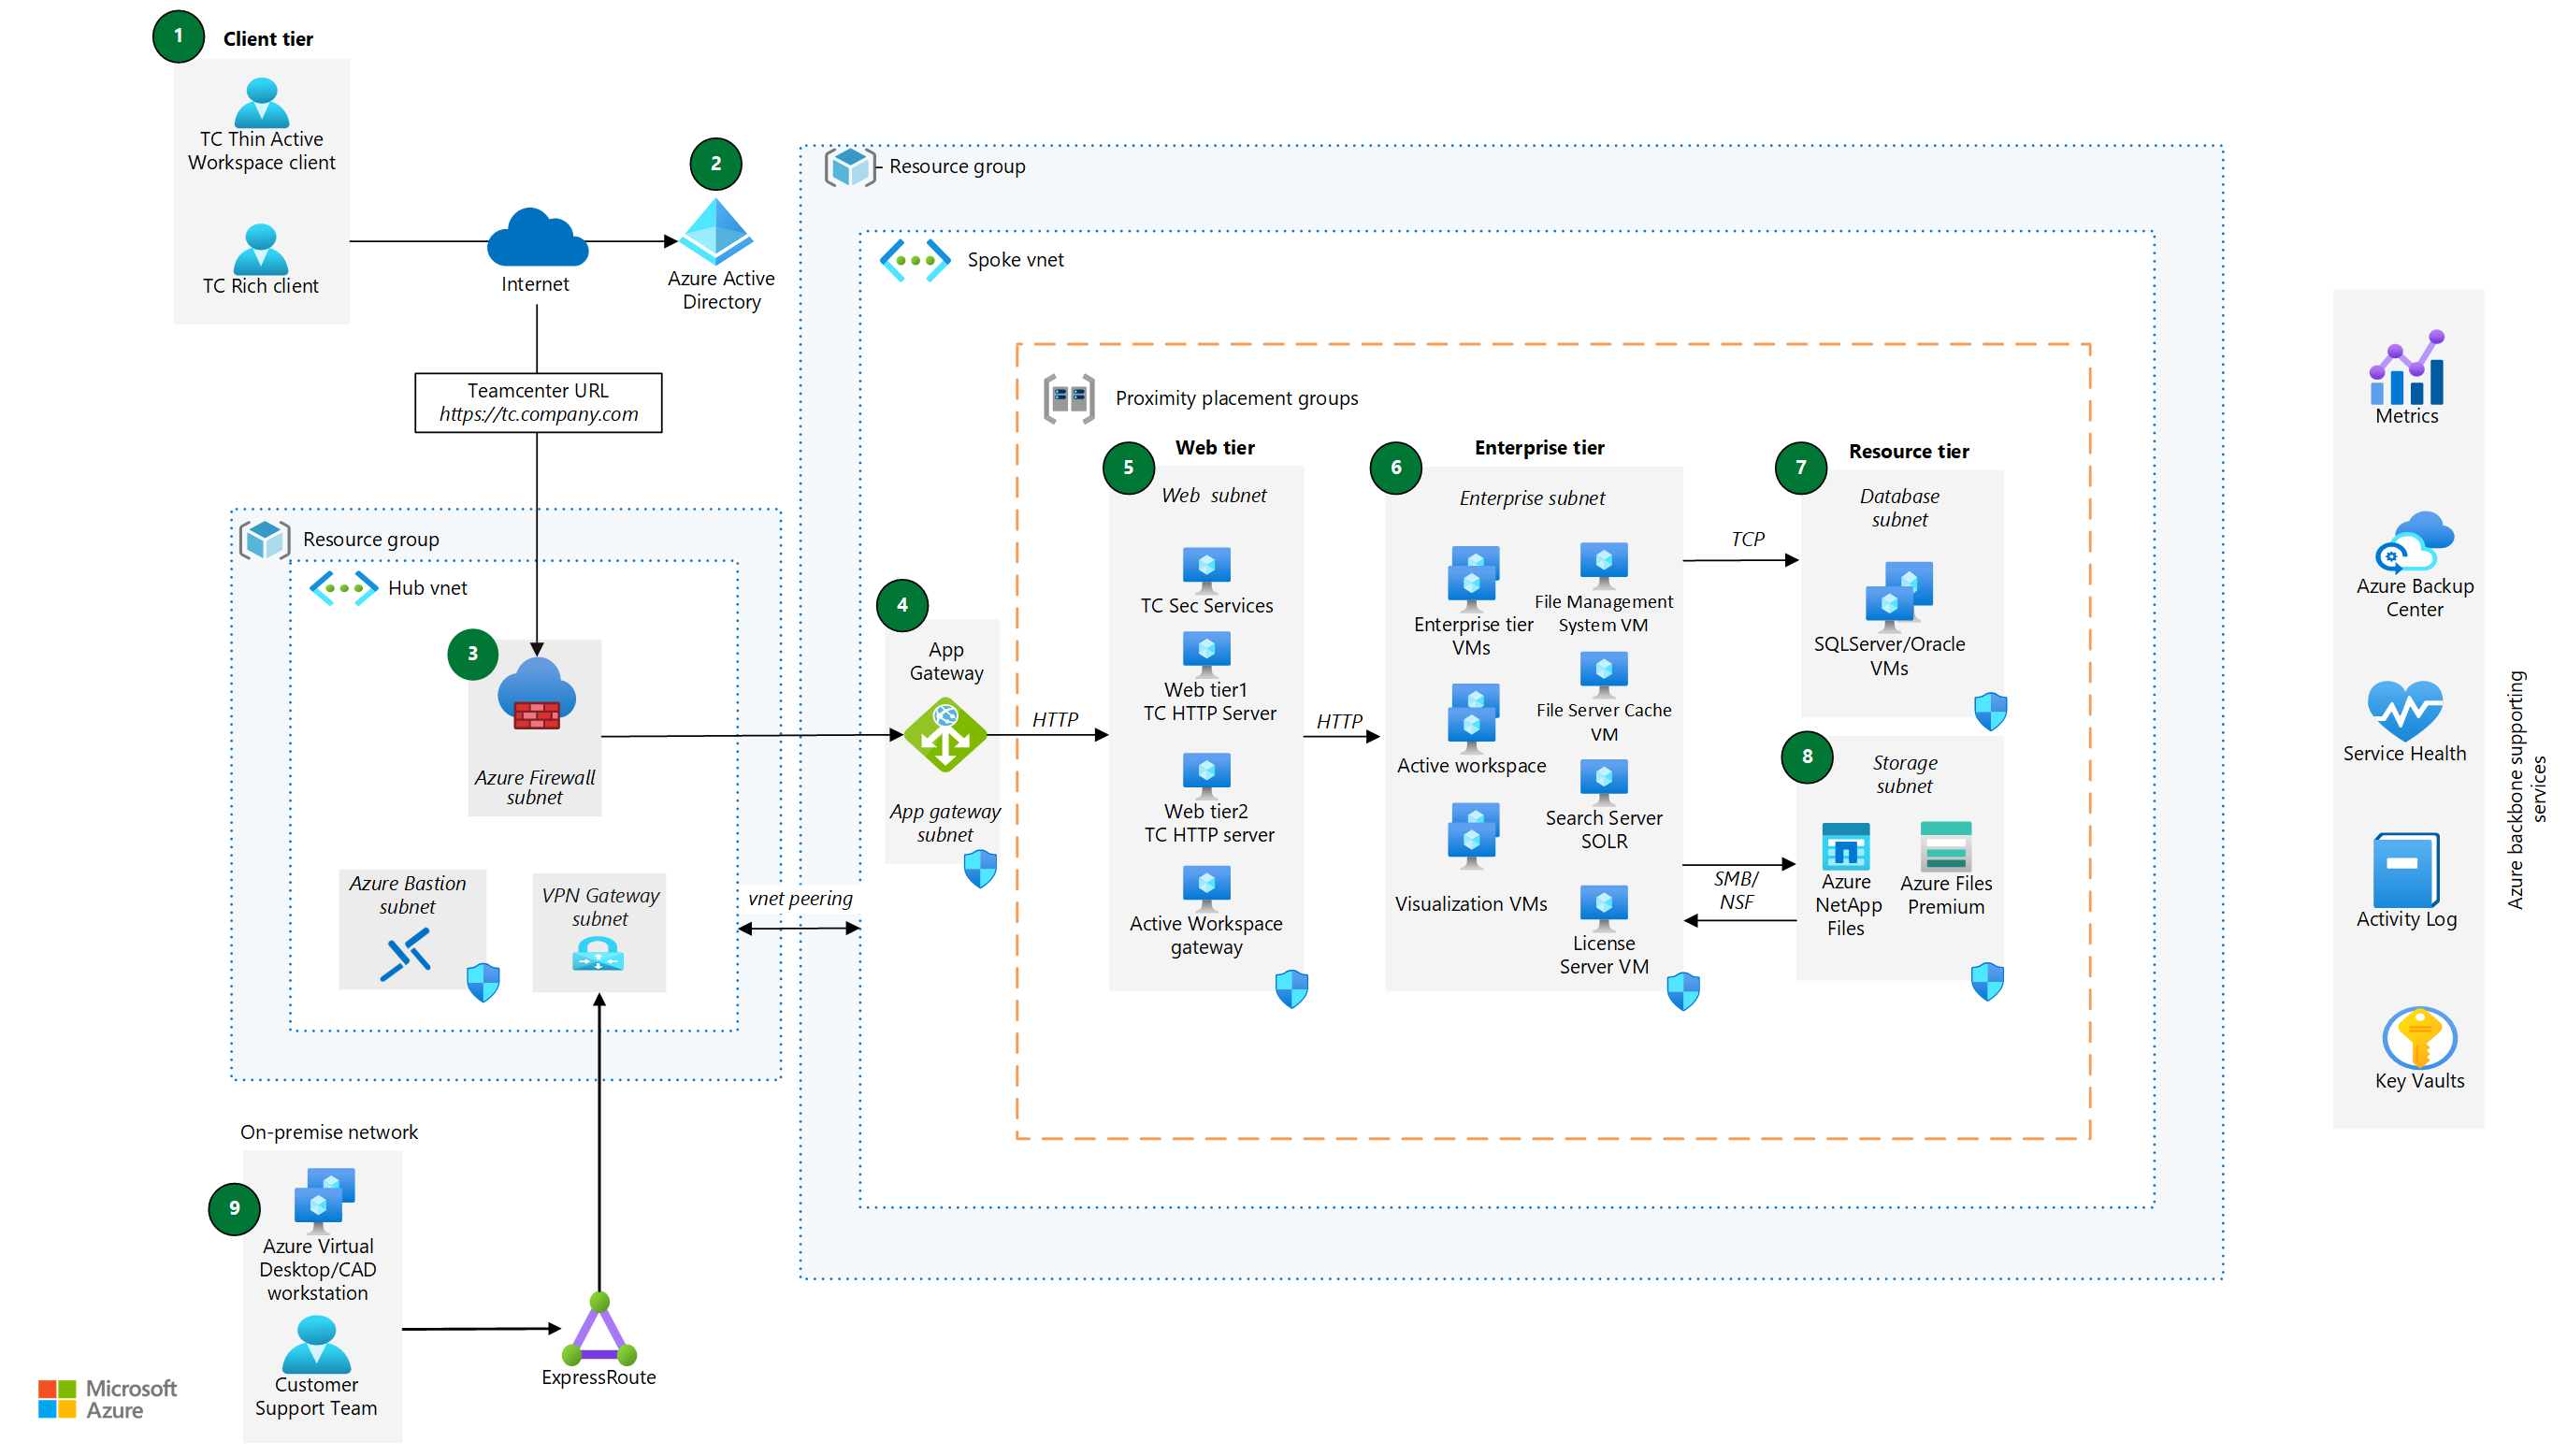 1
Client tier
TC Thin Active
Workspace client
TC Rich client
Internet
2
Azure Active
Directory
Teamcenter URL
https://tc.company.com
Resource group
Hub vnet
3
Azure Firewall
subnet
Azure Bastion
subnet
VPN Gateway
subnet
vnet peering
On-premise network
9
Azure Virtual
Desktop/CAD
workstation
Customer
Support Team
ExpressRoute
Microsoft
Azure
Resource group
Spoke vnet
4
App
Gateway
App gateway
subnet
HTTP
Proximity placement groups
5
Web tier
Web subnet
TC Sec Services
Web tier1
TC HTTP Server
Web tier2
TC HTTP server
Active Workspace
gateway
HTTP
6
Enterprise tier
Enterprise subnet
Enterprise tier
VMs
Active workspace
Visualization VMs
File Management
System VM
File Server Cache
VM
Search Server
SOLR
License
Server VM
TCP
SMB/
NSF
7
Resource tier
Database
subnet
SQLServer/Oracle
VMs
8
Storage
subnet
Azure
NetApp
Files
Azure Files
Premium
Metrics
Azure Backup
Center
Service Health
Activity Log
Key Vaults
Azure backbone supporting
services